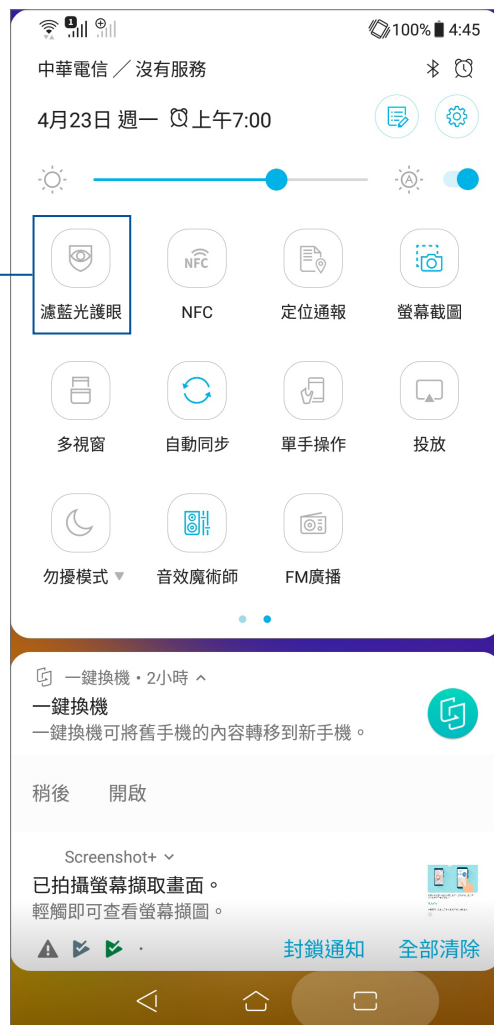 1 100% 4:45
中華電信／沒有服務
4月23日 週一 上午7:00
A
濾藍光護眼 NFC NFC 定位通報 螢幕截圖
多視窗 自動同步 單手操作 投放
勿擾模式 音效魔術師 FM廣播
一鍵換機・2小時
一鍵換機
一鍵換機可將舊手機的內容轉移到新手機。
稍後 開啟
Screenshot+
已拍攝螢幕擷取畫面。
輕觸即可查看螢幕擷圖。
封鎖通知 全部清除